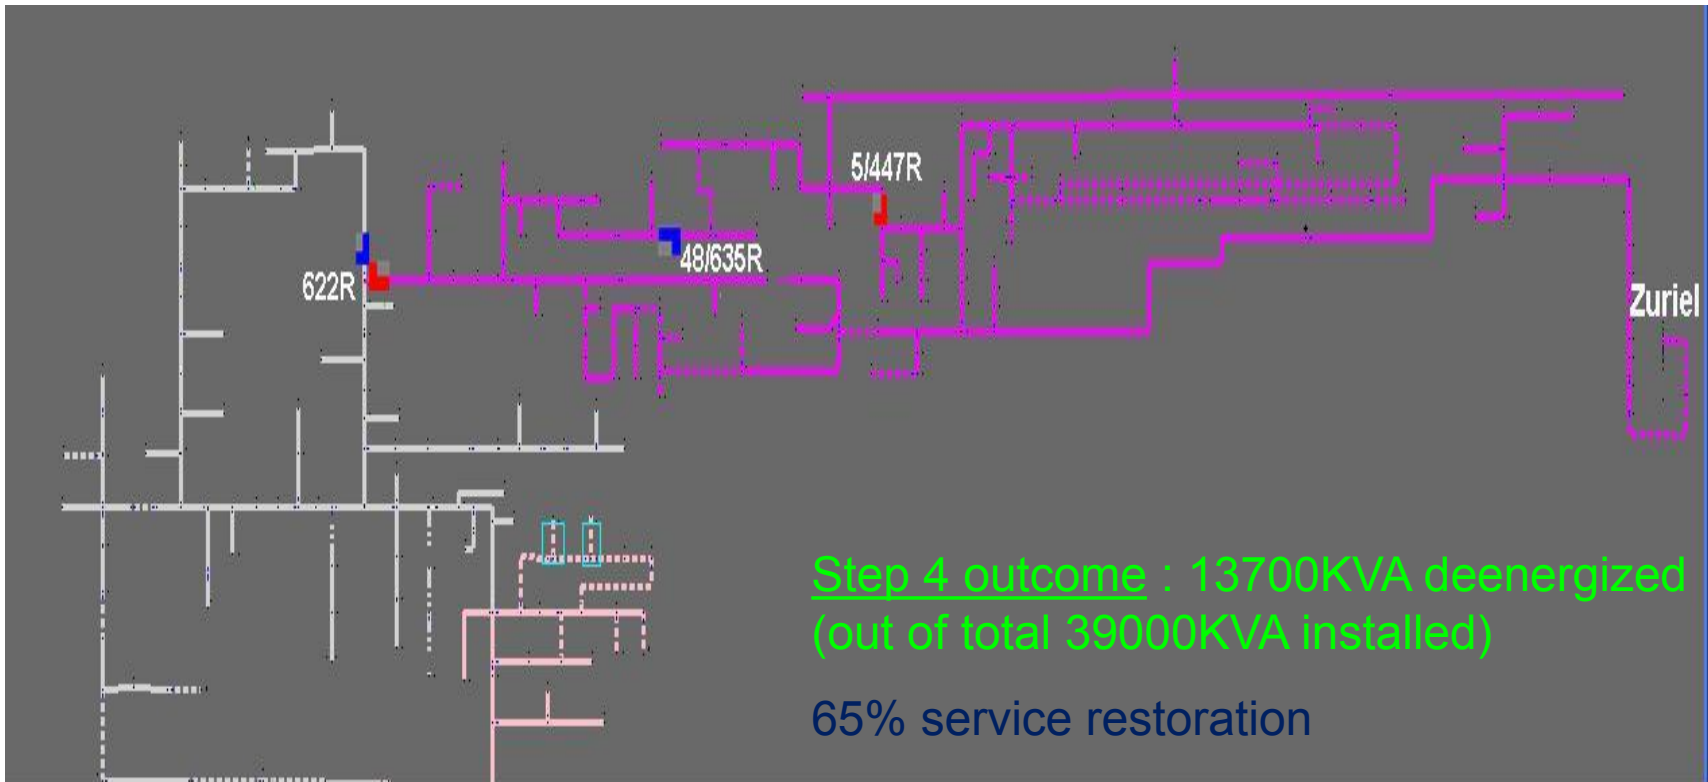 5/447R
48/635R
622R
Zuriel
Step 4 outcome : 13700KVA deenergized
(out of total 39000KVA installed)
65% service restoration